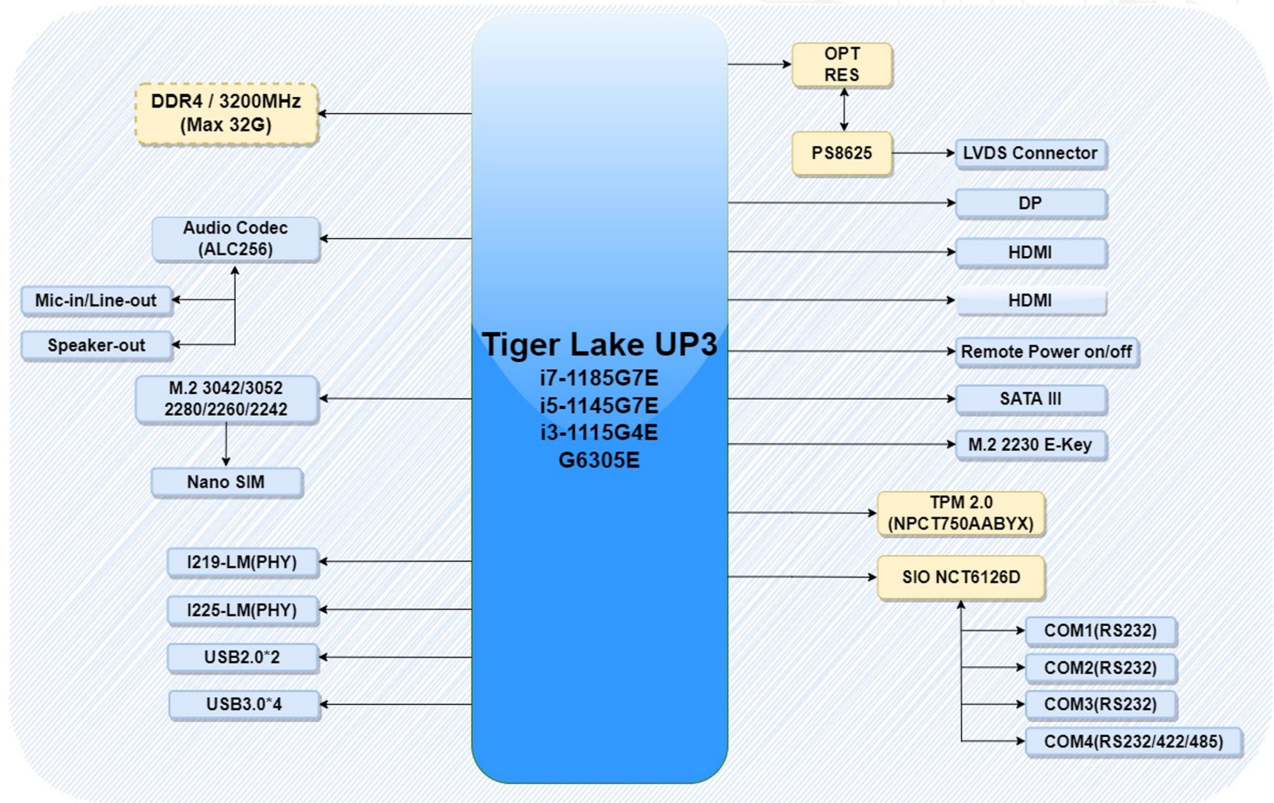 DDR4 / 3200MHz
(Max 32G)
Audio Codec
(ALC256)
Mic-in/Line-out
Speaker-out
M.2 3042/3052
2280/2260/2242
Nano SIM
I219-LM(PHY)
I225-LM(PHY)
USB2.0*2
USB3.0*4
Tiger Lake UP3
i7-1185G7E
i5-1145G7E
i3-1115G4E
G6305E
OPT
RES
PS8625
LVDS Connector
DP
HDMI
HDMI
Remote Power on/off
SATA III
M.2 2230 E-Key
TPM 2.0
(NPCT750AABYX)
SIO NCT6126D
COM1(RS232)
COM2(RS232)
COM3(RS232)
COM4(RS232/422/485)